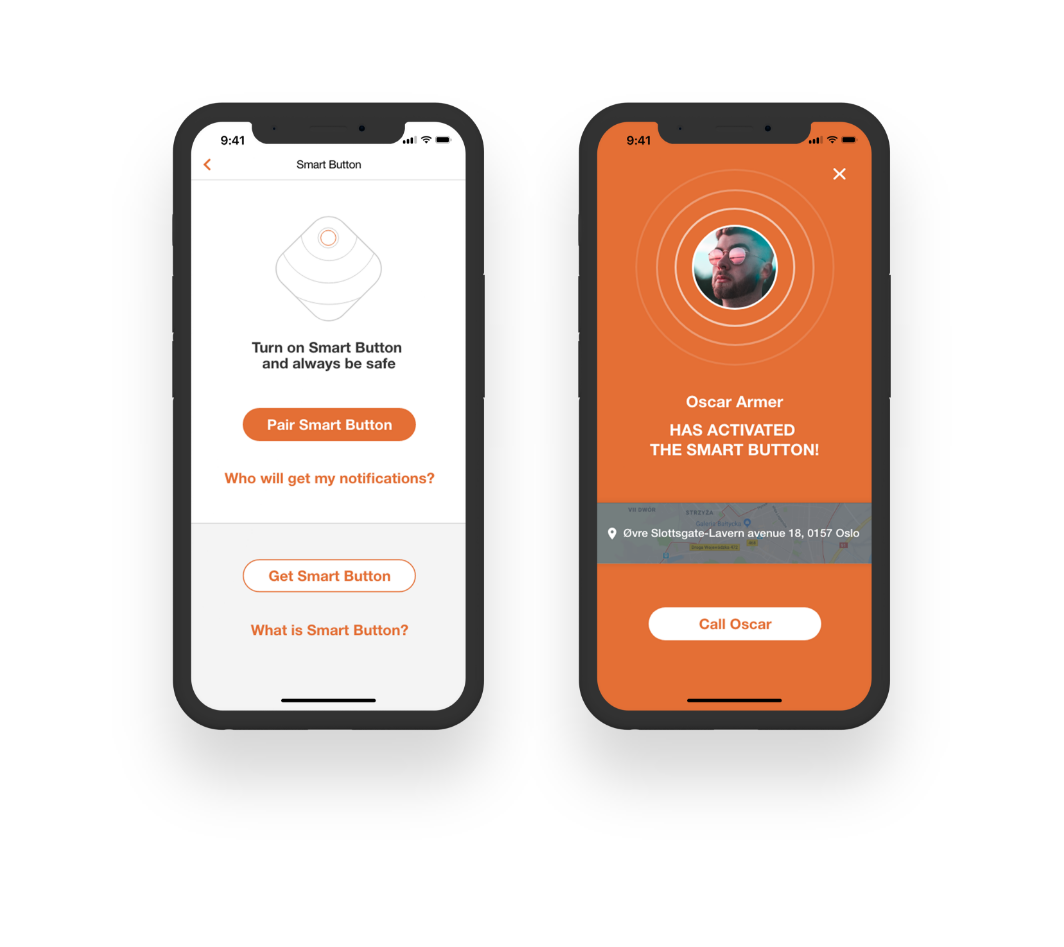 9:41
Smart Button
Turn on Smart Button
and always be safe
Pair Smart Button
Who will get my notifications?
Get Smart Button
What is Smart Button?
9:41
Oscar Armer
HAS ACTIVATED
THE SMART BUTTON!
STRZYŻA
Øvre Slottsgate-Lavern avenue 18, 0157 Oslo
Call Oscar